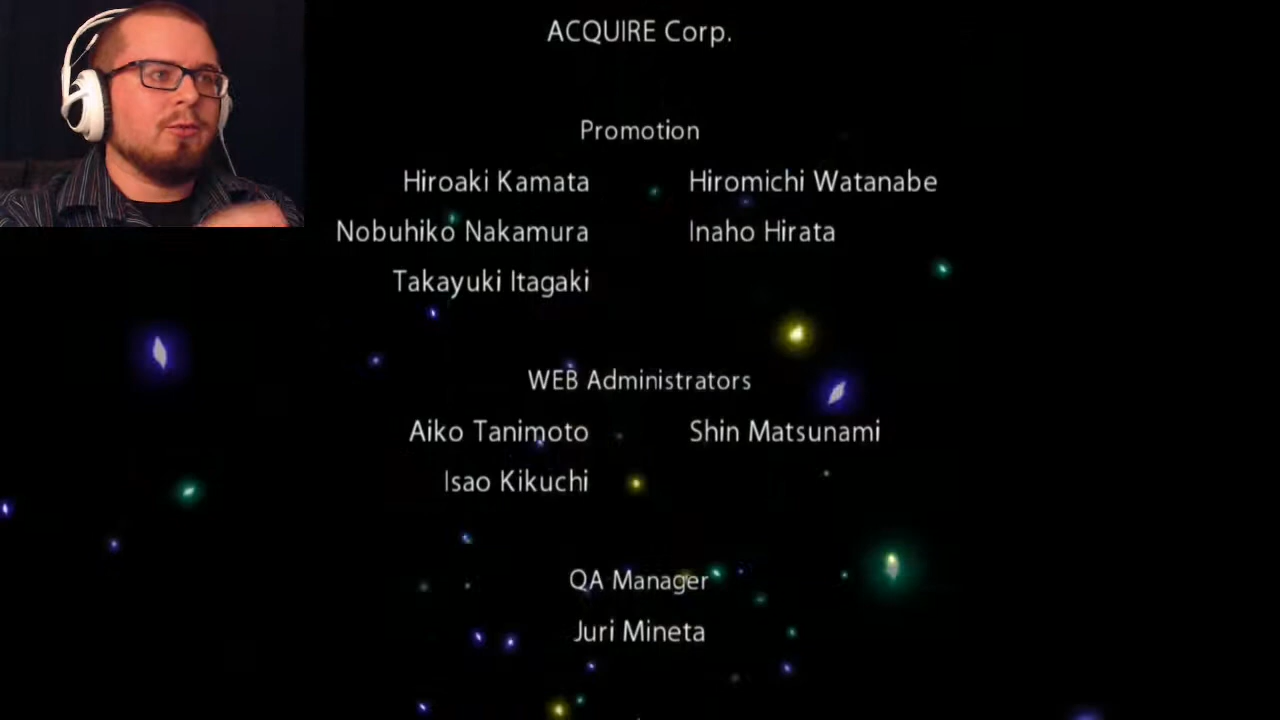 ACQUIRE Corp.
Promotion
Hiroaki Kamata Hiromichi Watanabe
Nobuhiko Nakamura Inaho Hirata
Takayuki Itagaki
WEB Administrators
Aiko Tanimoto Shin Matsunami
Isao Kikuchi
QA Manager
Juri Mineta